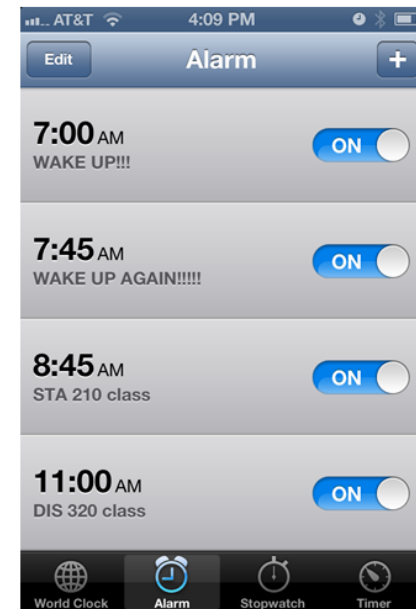 AT&T 4:09 PM
Edit Alarm +
7:00 AM
WAKE UP!!! ON
7:45 AM
WAKE UP AGAIN!!!!! ON
8:45 AM
STA 210 class ON
11:00 AM
DIS 320 class ON
World Clock Alarm Stopwatch Timer